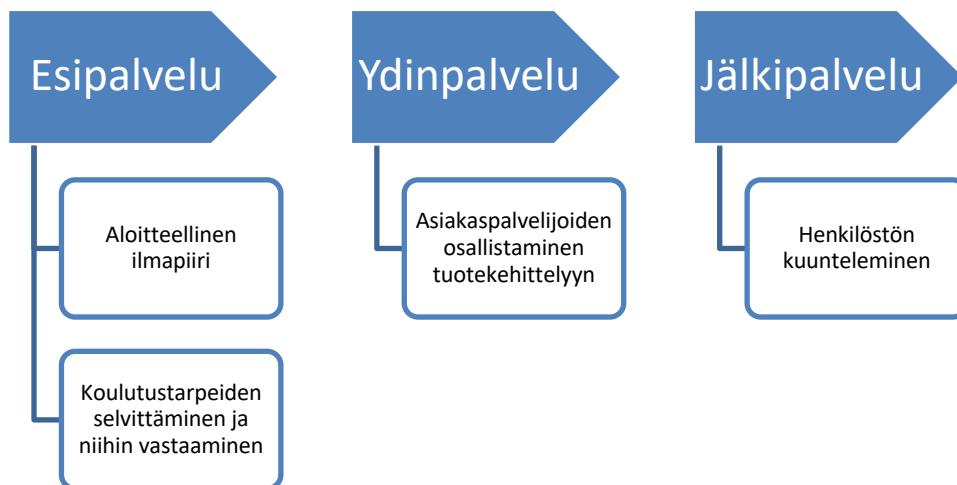 Esipalvelu
Ydinpalvelu
Jälkipalvelu
Aloitteellinen
ilmapiiri
Asiakaspalvelijoiden
osallistaminen
tuotekehittelyyn
Henkilöstön
kuunteleminen
Koulutustarpeiden
selvittäminen ja
niihin vastaaminen